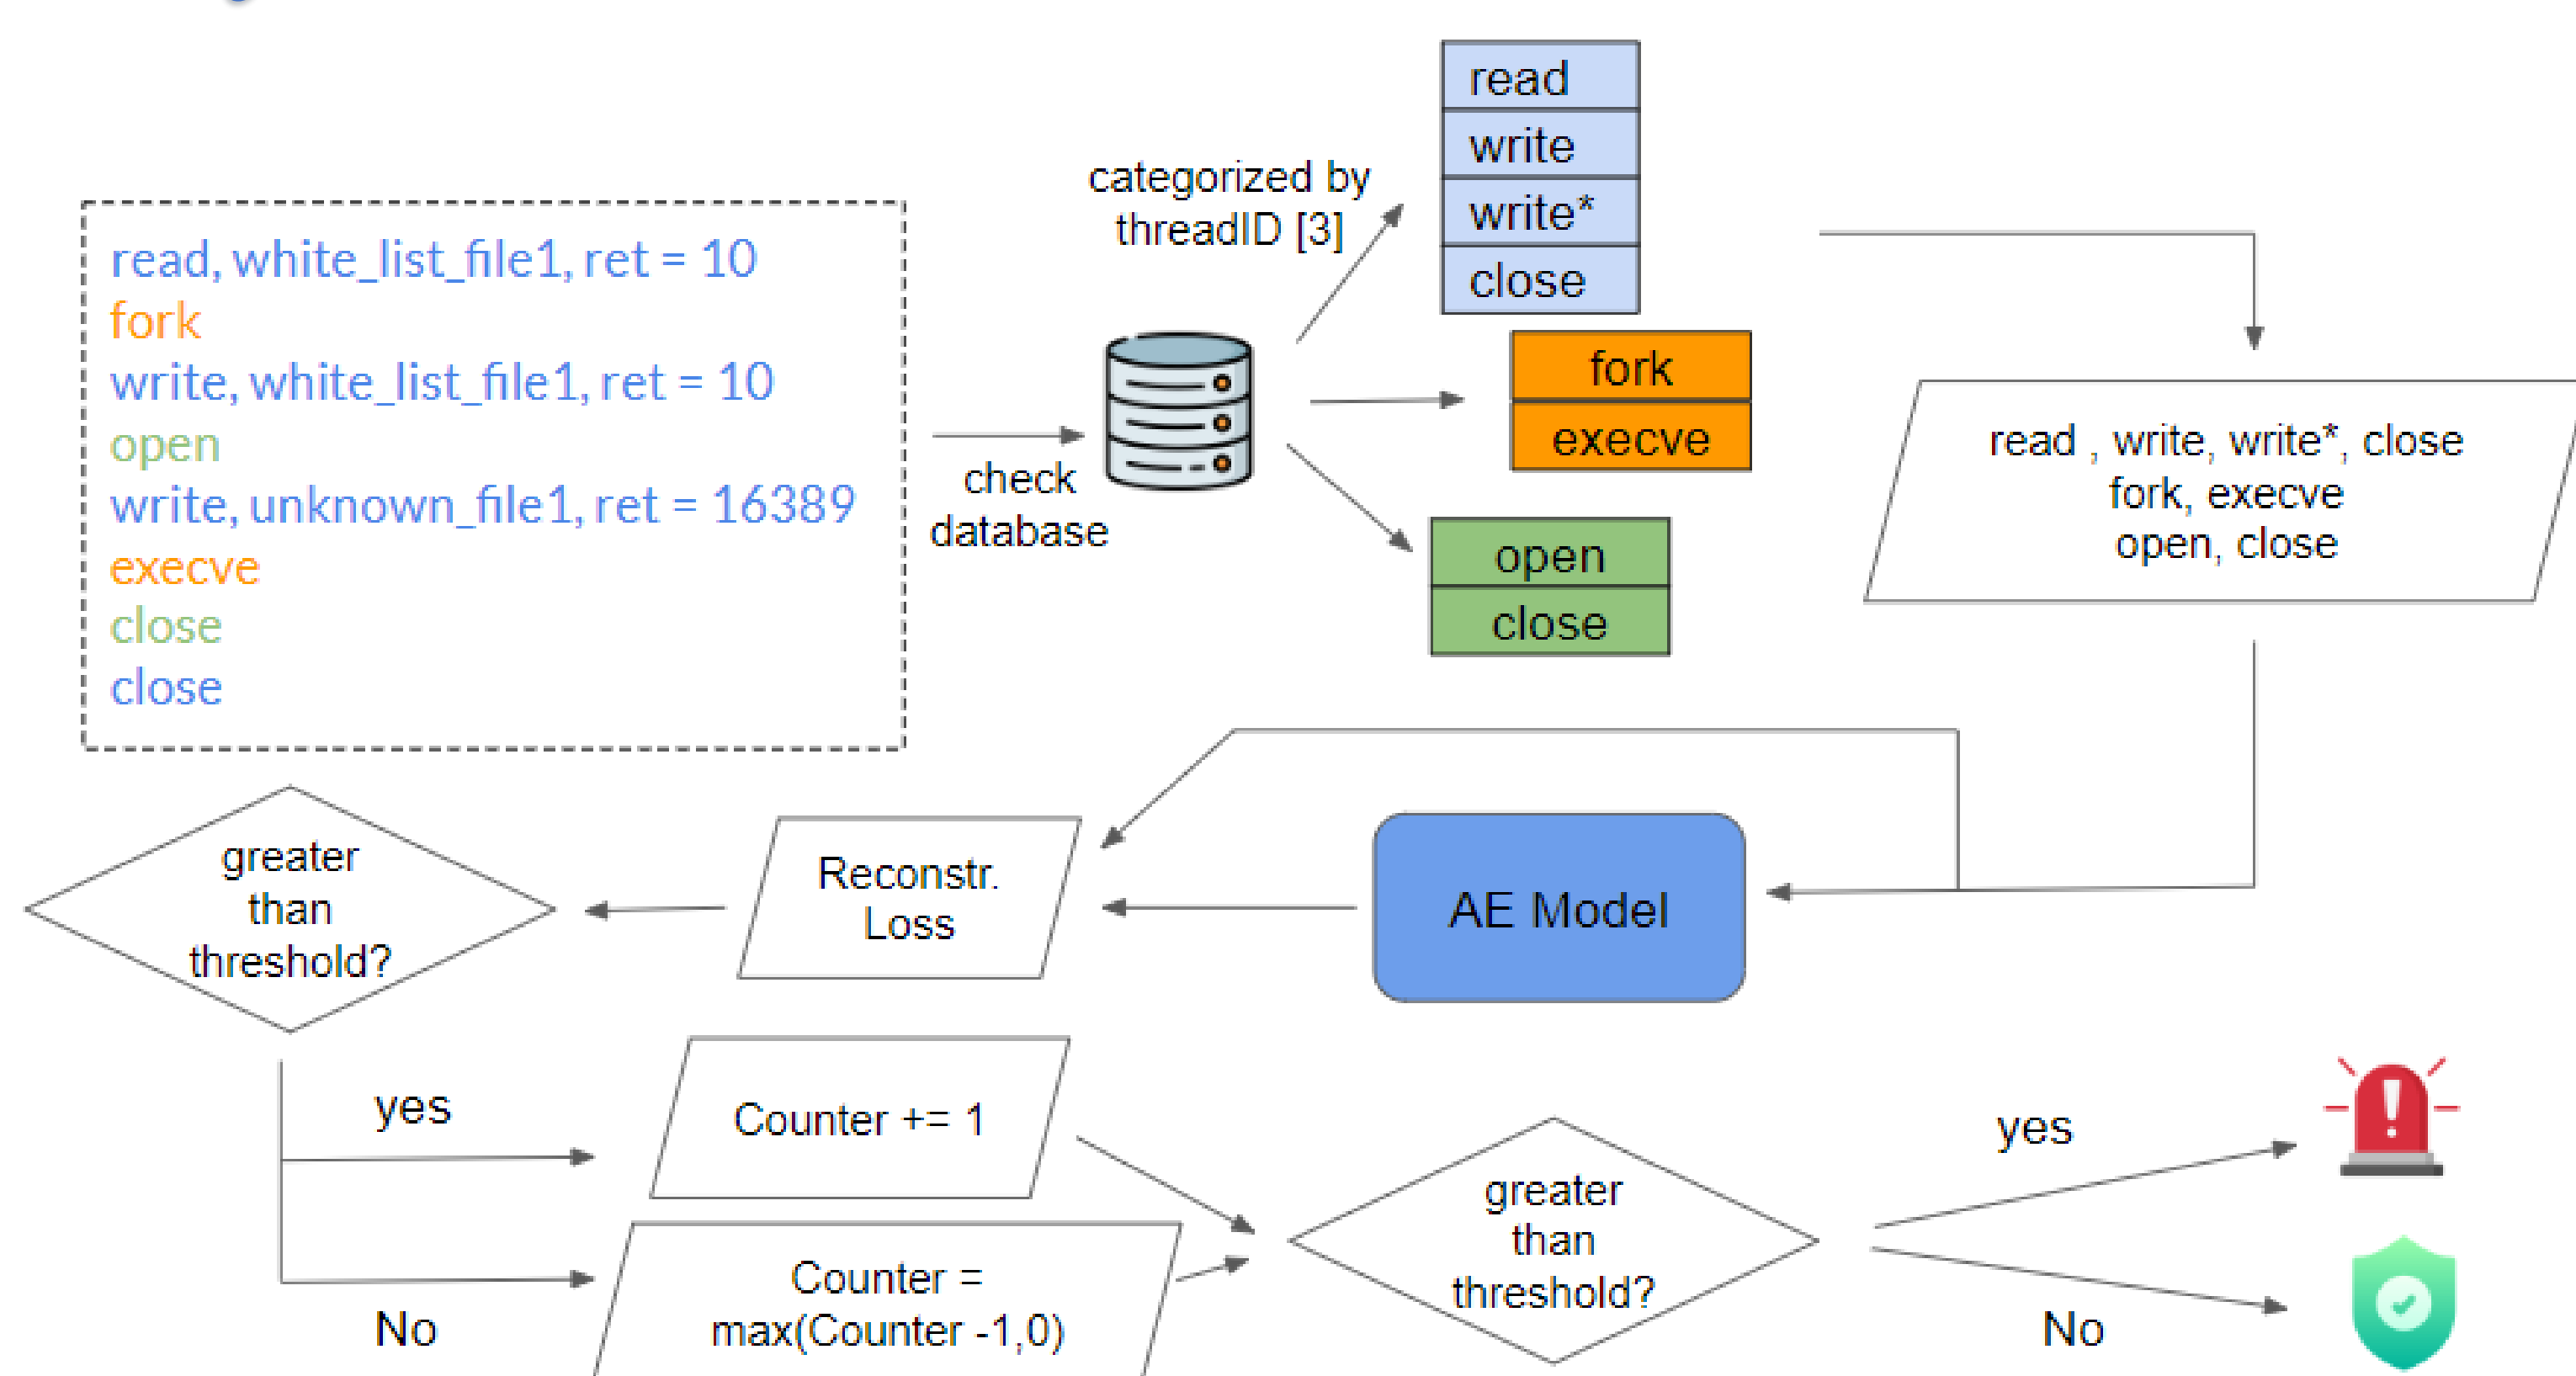 read, white_list_file1, ret = 10
fork
write, white_list_file1, ret = 10
open
write, unknown_file1, ret = 16389
execve
close
close
check
database
categorized by
threadID [3]
read
write
write*
close
fork
execve
open
close
read , write, write*, close
fork, execve
open, close
AE Model
Reconstr.
Loss
greater
than
threshold?
yes
No
Counter += 1
Counter =
max(Counter -1,0)
greater
than
threshold?
yes
No